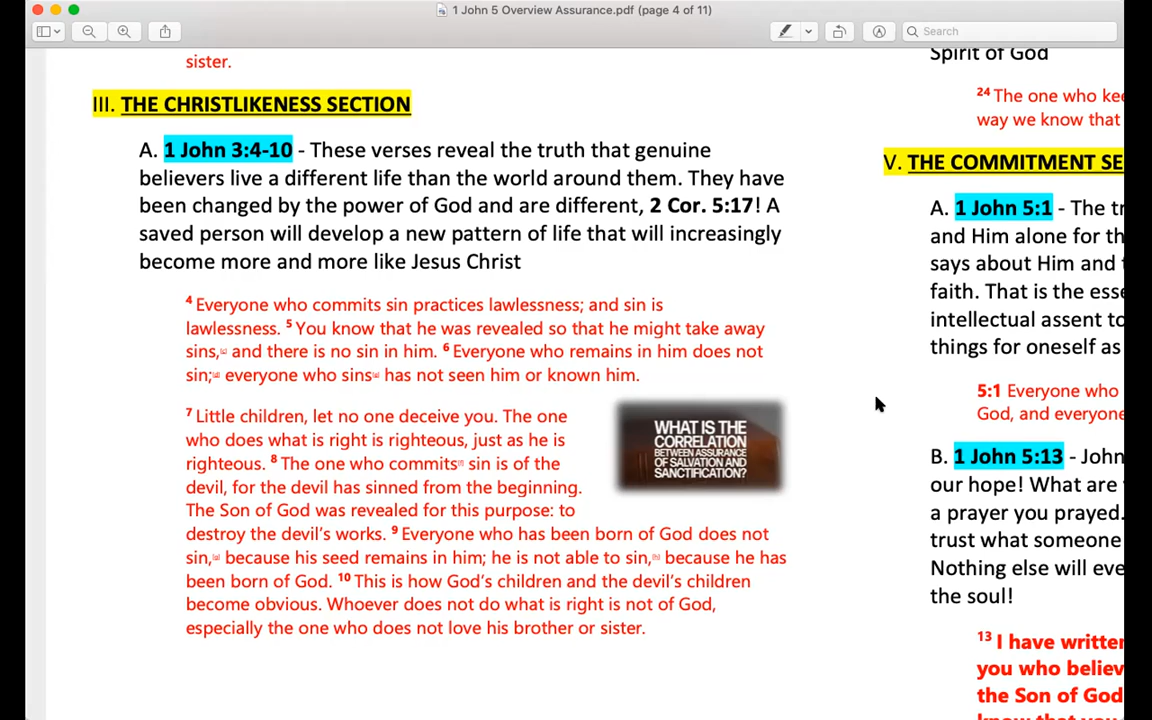 1 John 5 Overview Assurance.pdf (page 4 of 11)
Search
sister.
III. THE CHRISTLIKENESS SECTION
A. 1 John 3:4-10 - These verses reveal the truth that genuine
believers live a different life than the world around them. They have
been changed by the power of God and are different, 2 Cor. 5:17! A
saved person will develop a new pattern of life that will increasingly
become more and more like Jesus Christ
4 Everyone who commits sin practices lawlessness; and sin is
lawlessness. 5 You know that he was revealed so that he might take away
sins, and there is no sin in him. 6 Everyone who remains in him does not
sin; everyone who sins has not seen him or known him.
7 Little children, let no one deceive you. The one
who does what is right is righteous, just as he is
righteous. 8 The one who commits sin is of the
devil, for the devil has sinned from the beginning.
The Son of God was revealed for this purpose: to
destroy the devil's works. 9 Everyone who has been born of God does not
sin, because his seed remains in him; he is not able to sin, because he has
been born of God. 10 This is how God's children and the devil's children
become obvious. Whoever does not do what is right is not of God,
especially the one who does not love his brother or sister.
WHAT IS THE
CORRELATION
BETWEEN ASSURANCE
OF SALVATION AND
SANCTIFICATION?
Spirit of God
24 The one who kee
way we know that
V. THE COMMITMENT SE
A. 1 John 5:1 - The tr
and Him alone for th
says about Him and
faith. That is the esse
intellectual assent to
things for oneself as
5:1 Everyone who
God, and everyone
B. 1 John 5:13 - John
our hope! What are
a prayer you prayed.
trust what someone
Nothing else will eve
the soul!
13 I have written
you who believ
the Son of God
know that you